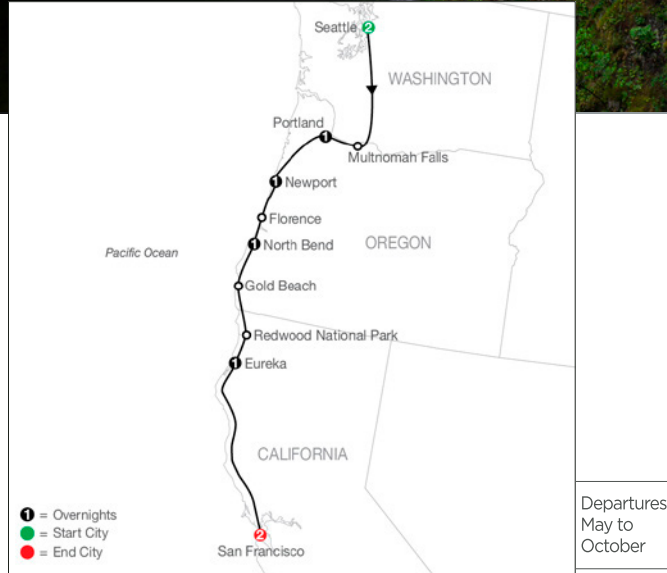 Seattle 2
WASHINGTON
Portland
1
Multnomah Falls
1 Newport
Florence
1 North Bend
OREGON
Pacific Ocean
Gold Beach
Redwood National Park
1 Eureka
CALIFORNIA
1 = Overnights
= Start City
= End City
2
San Francisco
Departures
May to
October